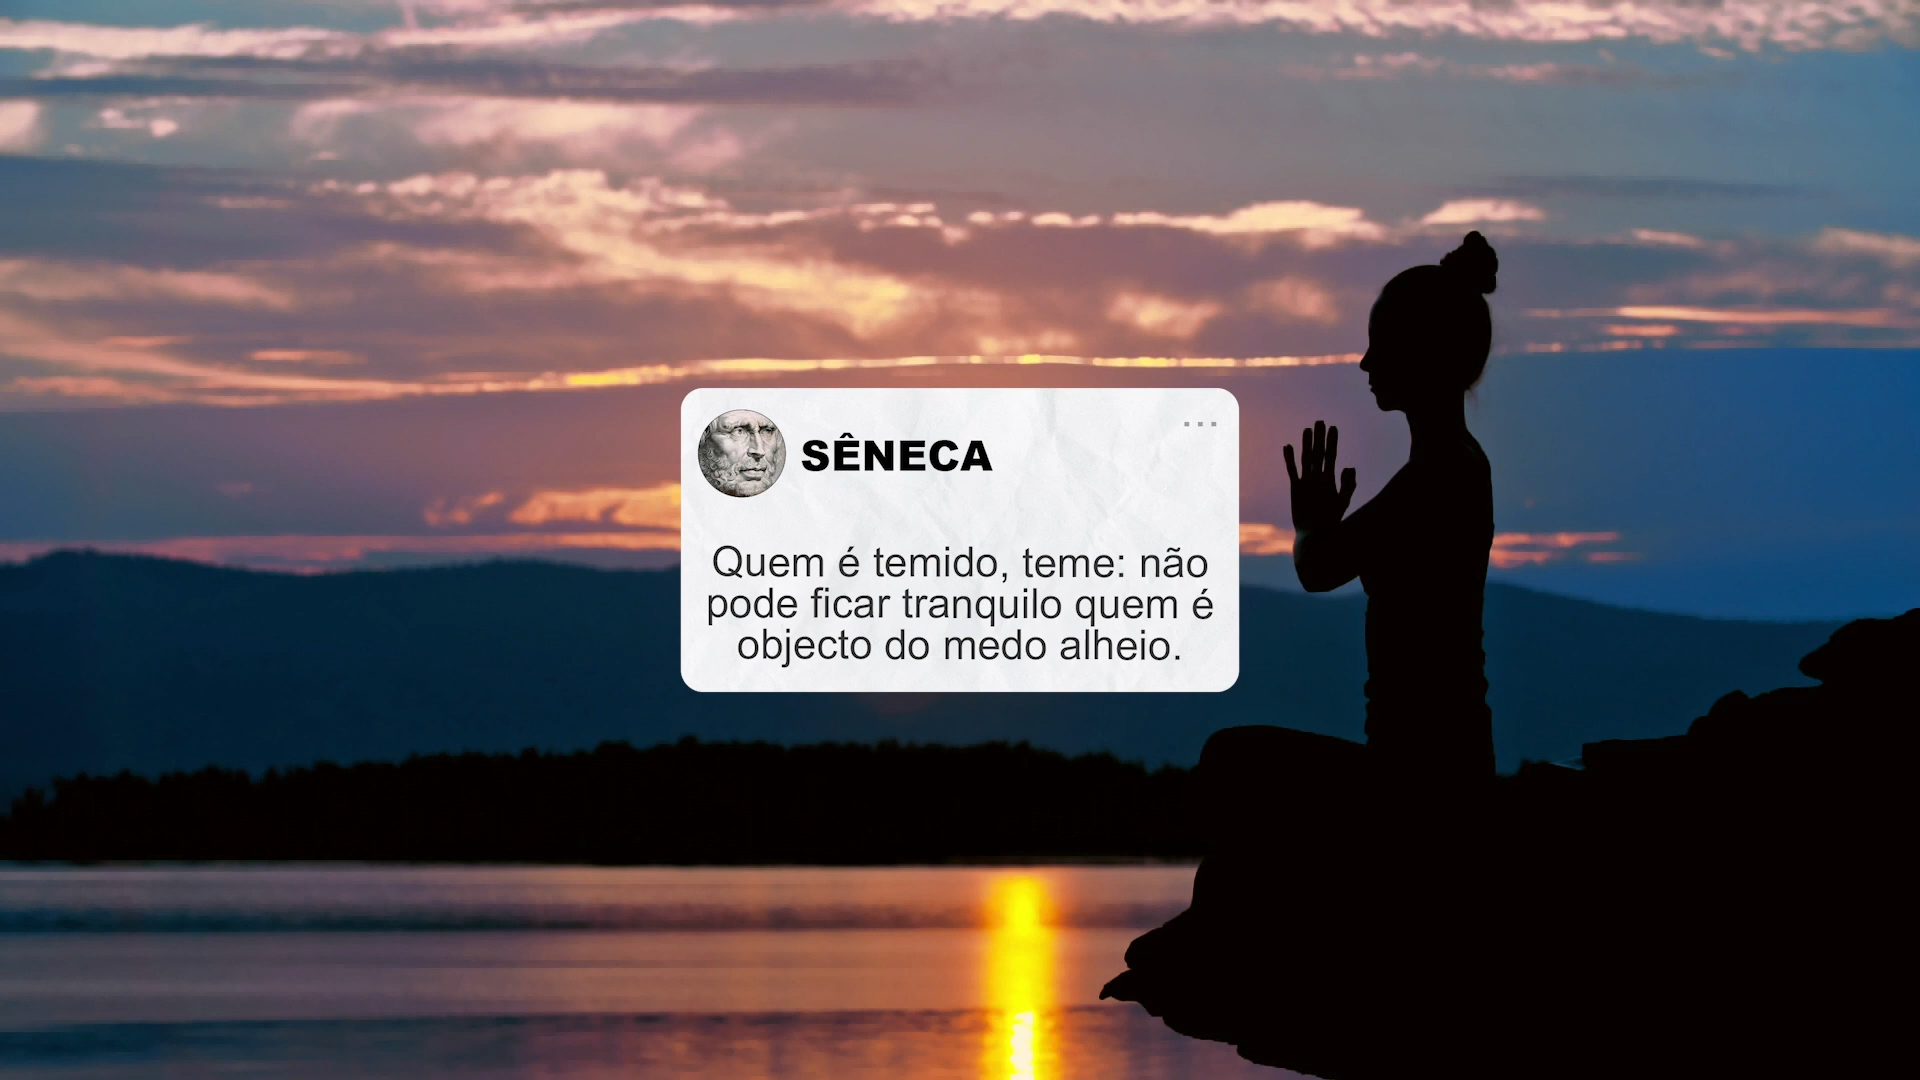 SÊNECA
Quem é temido, teme: não
pode ficar tranquilo quem é
objecto do medo alheio.